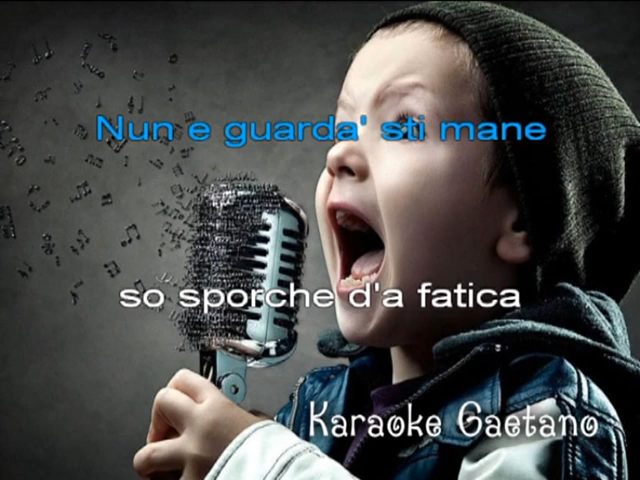 Nun e guarda' sti mane
so sporche d'a fatica
Karaoke Gaetano